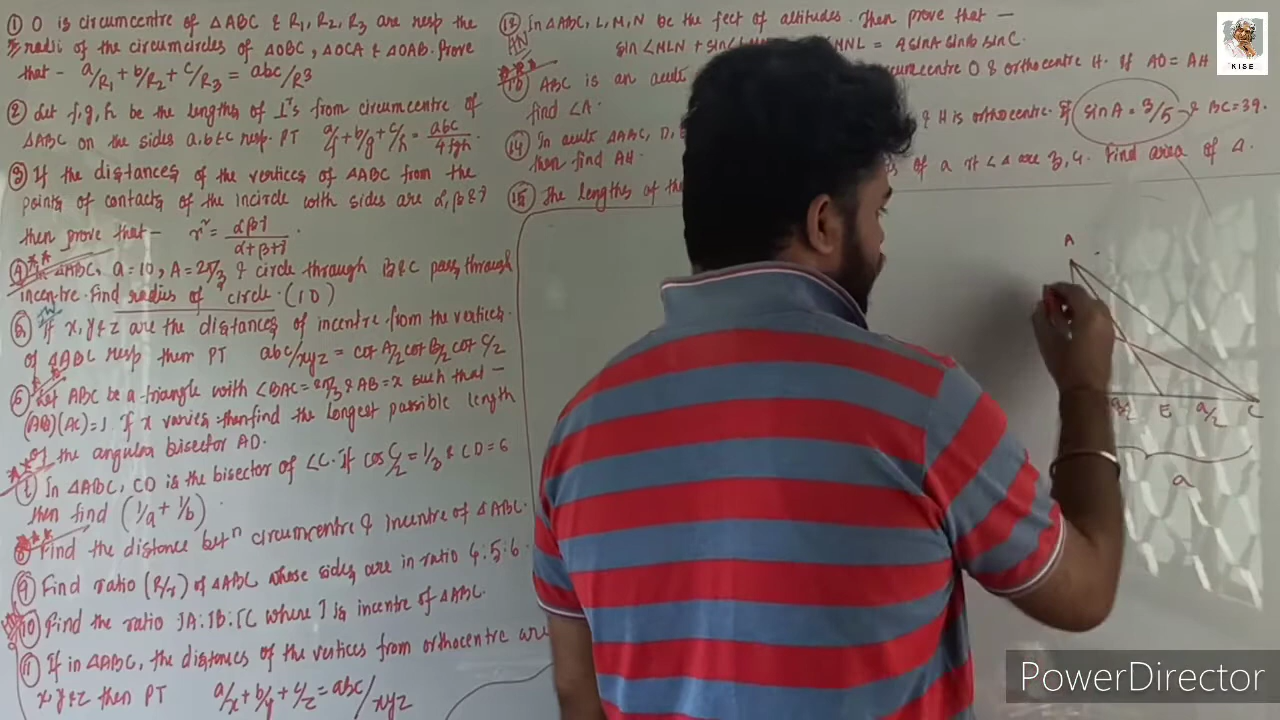 ① O is circumcentre of ΔABC & R₁, R₂, R₃ are resp the
radii of the circumcircles of ΔOBC, ΔOCA & ΔOAB. Prove
that - a/R₁ + b/R₂ + c/R₃ = abc/R³
② Let f, g, h be the lengths of ⊥rs from circumcentre of
ΔABC on the sides a, b & c resp. PT a/f + b/g + c/h = abc/4fgh.
③ If the distances of the vertices of ΔABC from the
points of contacts of the incircle with sides are α, β & γ
then prove that - r² = αβγ/α+β+γ.
④ ΔABC, a = 10, A = 2π/3 & circle through B & C pass through
incentre. Find radius of circle. (10)
⑤ If x, y & z are the distances of incentre from the vertices
of ΔABC resp then PT abc/xyz = cot A/2 cot B/2 cot C/2
⑥ Let ABC be a triangle with ∠BAC = 2π/3 & AB = x such that -
(AB)(AC) = 1. If x varies then find the longest possible length
of the angular bisector AD.
⑦ In ΔABC, CD is the bisector of ∠C. If cos C/2 = 1/3 & CD = 6
then find (1/a + 1/b)
⑧ Find the distance betn circumcentre & incentre of ΔABC.
⑨ Find ratio (R/r) of ΔABC whose sides are in ratio 4:5:6.
⑩ Find the ratio IA : IB : IC where I is incentre of ΔABC.
⑪ If in ΔABC, the distances of the vertices from orthocentre are
x, y & z then PT a/x + b/y + c/z = abc/xyz
⑫ In ΔABC, L, M, N be the feet of altitudes. Then prove that -
sin ∠MLN + sin ∠MNL = 4 sinA sinB sinC.
ABC is an acute circumcentre O & orthocentre H. If AO = AH
find ∠A.
⑭ In acute ΔABC, D, & H is orthocentre. If sin A = 3/5 & BC = 39.
then find AH.
⑮ The lengths of the of a rt ∠ Δ are 3, 4. Find area of Δ.
A
a/2 E a/2 C
a
KISE
PowerDirector